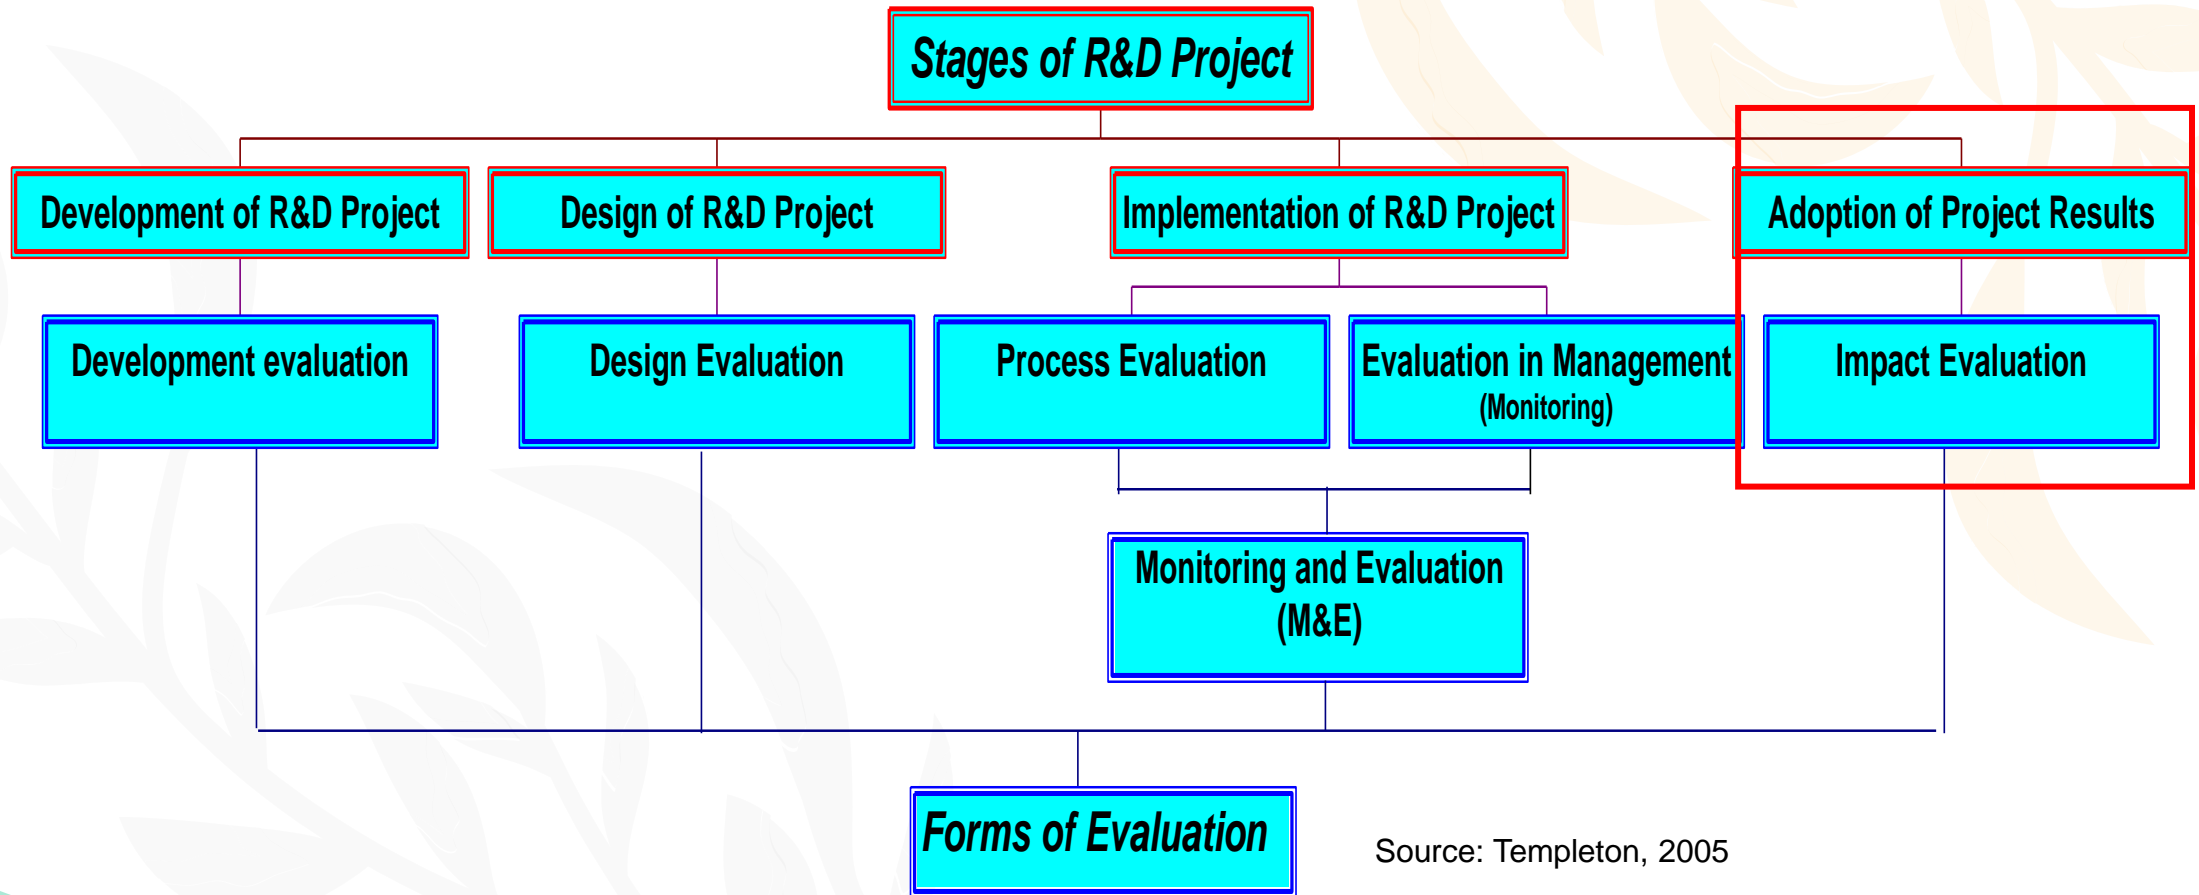 Stages of R&D Project
Development of R&D Project
Design of R&D Project
Implementation of R&D Project
Adoption of Project Results
Development evaluation
Design Evaluation
Process Evaluation
Evaluation in Management
(Monitoring)
Impact Evaluation
Monitoring and Evaluation
(M&E)
Forms of Evaluation
Source: Templeton, 2005